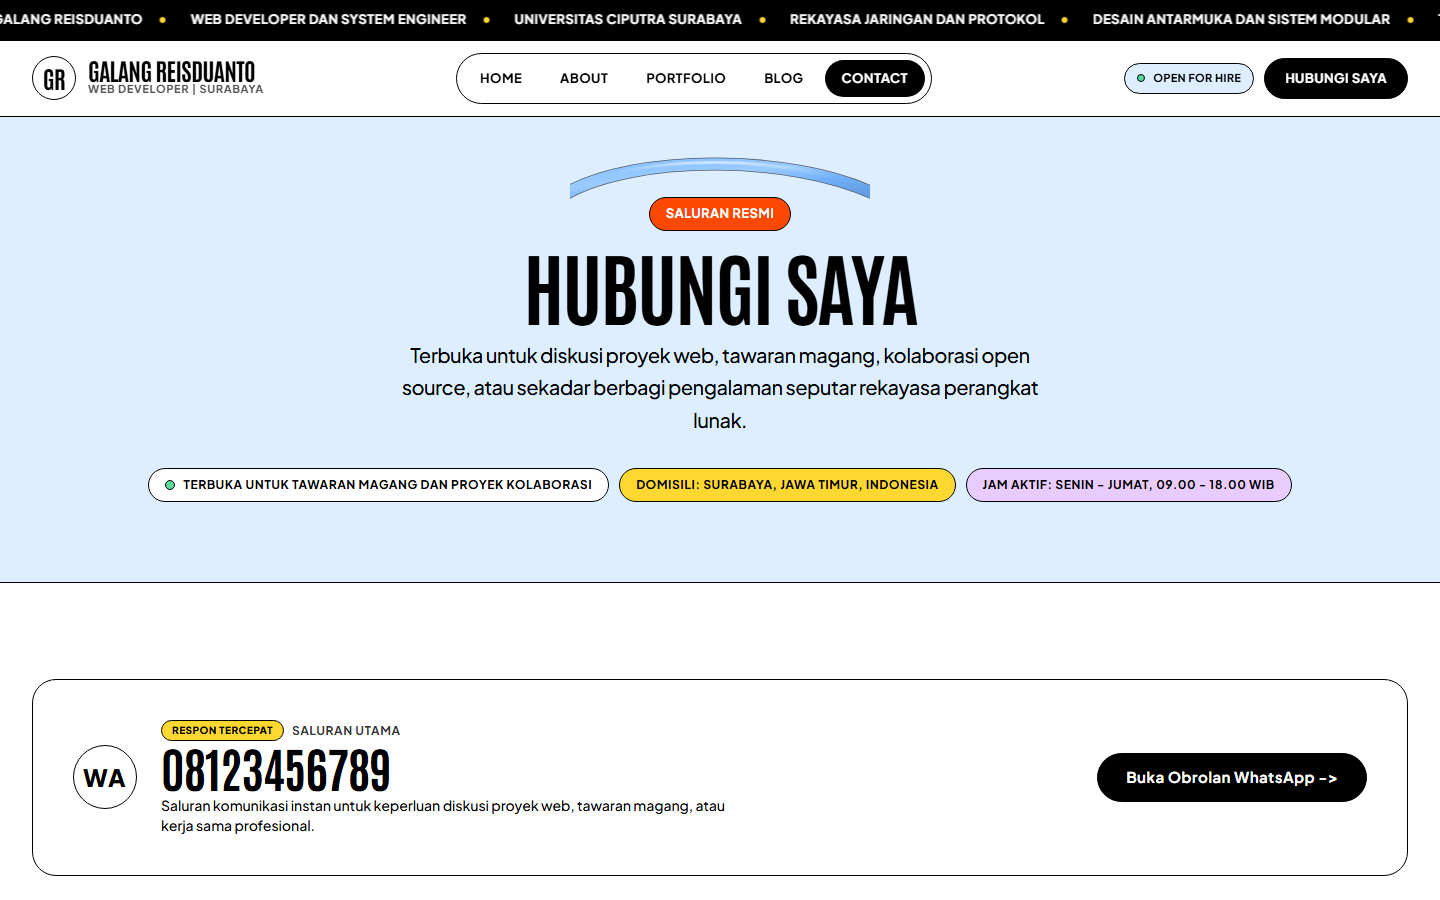 GALANG REISDUANTO • WEB DEVELOPER DAN SYSTEM ENGINEER • UNIVERSITAS CIPUTRA SURABAYA • REKAYASA JARINGAN DAN PROTOKOL • DESAIN ANTARMUKA DAN SISTEM MODULAR •
GR
GALANG REISDUANTO
WEB DEVELOPER | SURABAYA
HOME ABOUT PORTFOLIO BLOG CONTACT
OPEN FOR HIRE
HUBUNGI SAYA
SALURAN RESMI
HUBUNGI SAYA
Terbuka untuk diskusi proyek web, tawaran magang, kolaborasi open
source, atau sekadar berbagi pengalaman seputar rekayasa perangkat
lunak.
TERBUKA UNTUK TAWARAN MAGANG DAN PROYEK KOLABORASI
DOMISILI: SURABAYA, JAWA TIMUR, INDONESIA
JAM AKTIF: SENIN – JUMAT, 09.00 – 18.00 WIB
WA
RESPON TERCEPAT SALURAN UTAMA
08123456789
Saluran komunikasi instan untuk keperluan diskusi proyek web, tawaran magang, atau
kerja sama profesional.
Buka Obrolan WhatsApp ->